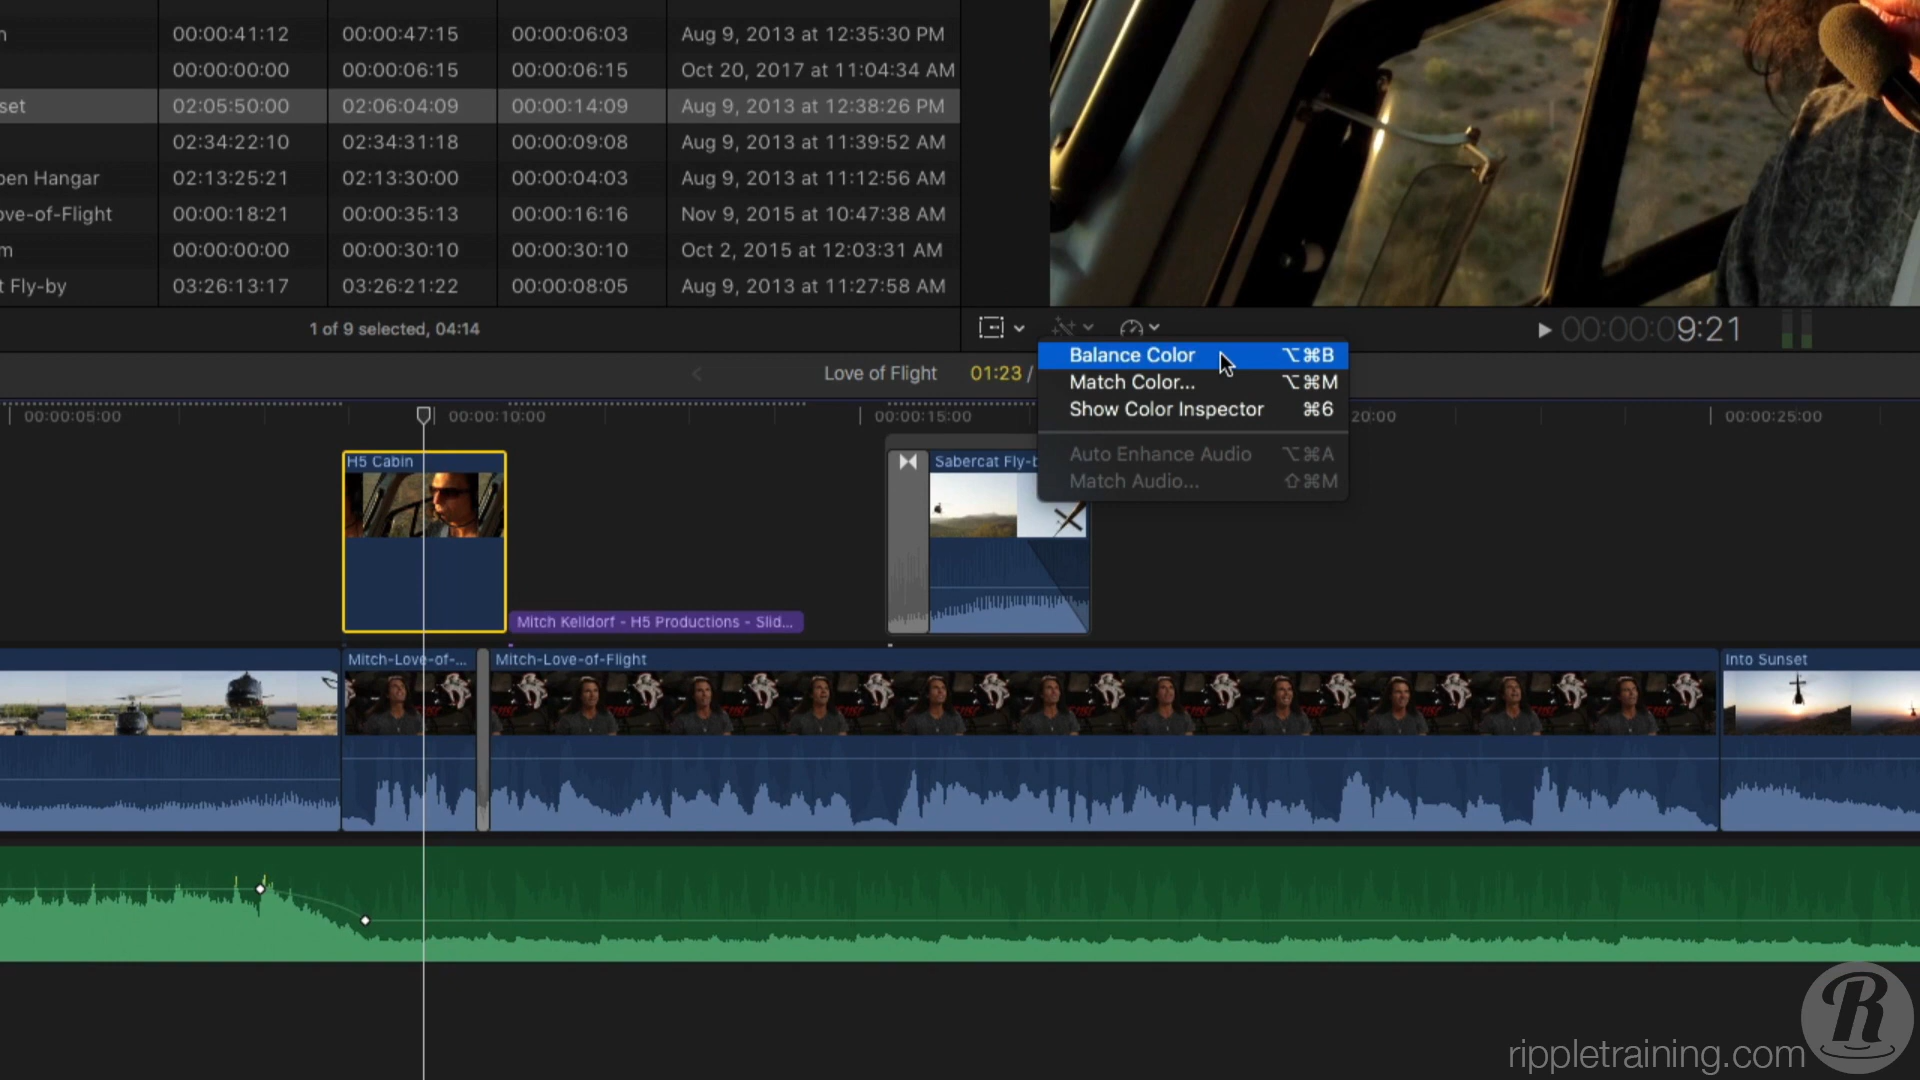 n 00:00:41:12 00:00:47:15 00:00:06:03 Aug 9, 2013 at 12:35:30 PM
00:00:00:00 00:00:06:15 00:00:06:15 Oct 20, 2017 at 11:04:34 AM
set 02:05:50:00 02:06:04:09 00:00:14:09 Aug 9, 2013 at 12:38:26 PM
02:34:22:10 02:34:31:18 00:00:09:08 Aug 9, 2013 at 11:39:52 AM
pen Hangar 02:13:25:21 02:13:30:00 00:00:04:03 Aug 9, 2013 at 11:12:56 AM
ove-of-Flight 00:00:18:21 00:00:35:13 00:00:16:16 Nov 9, 2015 at 10:47:38 AM
m 00:00:00:00 00:00:30:10 00:00:30:10 Oct 2, 2015 at 12:03:31 AM
t Fly-by 03:26:13:17 03:26:21:22 00:00:08:05 Aug 9, 2013 at 11:27:58 AM
1 of 9 selected, 04:14
00:00:09:21
Love of Flight 01:23 /
Balance Color ⌥⌘B
Match Color... ⌥⌘M
Show Color Inspector ⌘6
Auto Enhance Audio ⌥⌘A
Match Audio... ⇧⌘M
00:00:05:00 00:00:10:00 00:00:15:00 20:00 00:00:25:00
H5 Cabin
Sabercat Fly-b
Mitch Kelldorf - H5 Productions - Slid...
Mitch-Love-of-... Mitch-Love-of-Flight Into Sunset
R
rippletraining.com